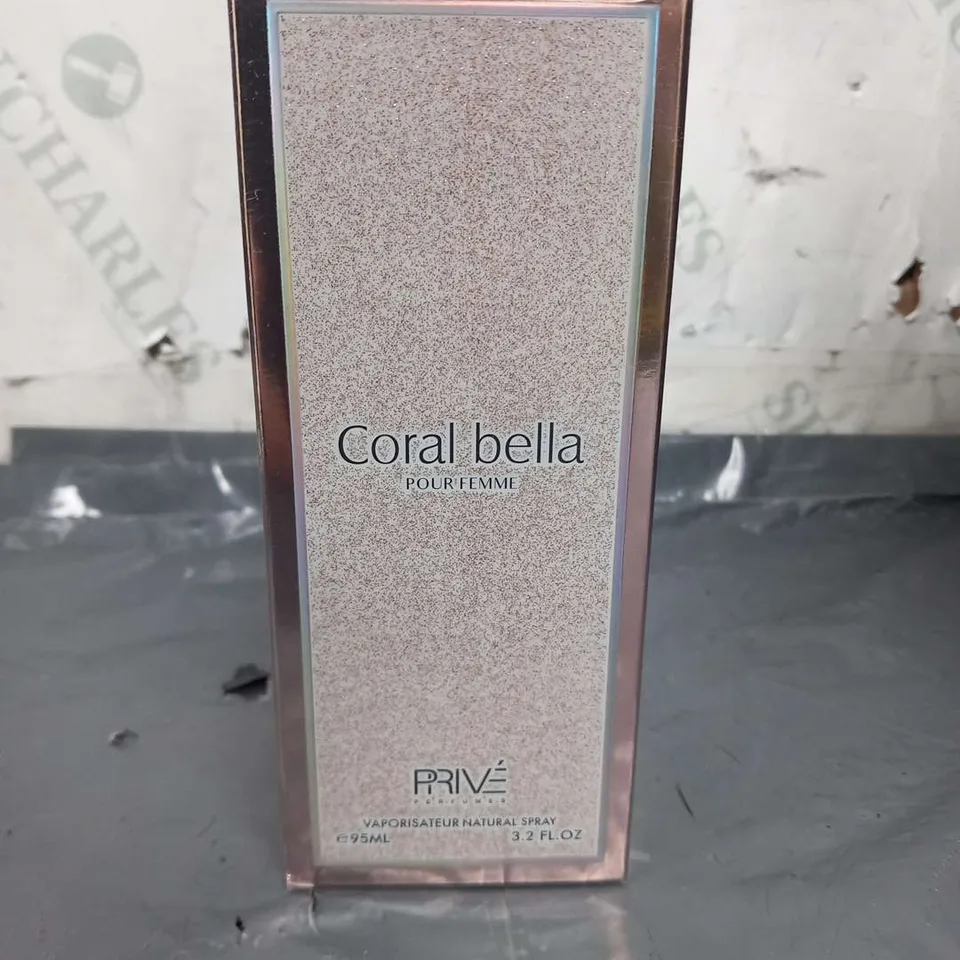 Coral bella
POUR FEMME
PRIVÉ
PERFUMES
VAPORISATEUR NATURAL SPRAY
℮95ML 3.2 FL.OZ